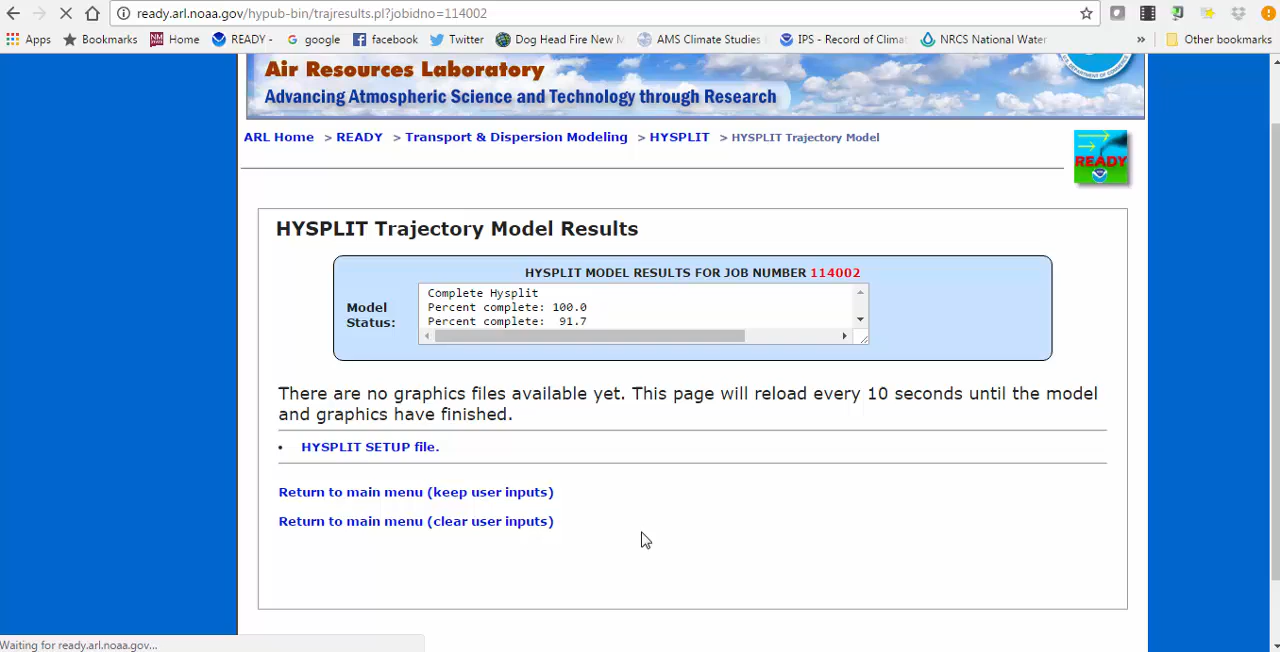 ready.arl.noaa.gov/hypub-bin/trajresults.pl?jobidno=114002
Apps Bookmarks Home READY - google facebook Twitter Dog Head Fire New M AMS Climate Studies IPS - Record of Climat NRCS National Water » Other bookmarks
Air Resources Laboratory
Advancing Atmospheric Science and Technology through Research
ARL Home > READY > Transport & Dispersion Modeling > HYSPLIT > HYSPLIT Trajectory Model
READY
HYSPLIT Trajectory Model Results
HYSPLIT MODEL RESULTS FOR JOB NUMBER 114002
Model Status:
Complete Hysplit
Percent complete: 100.0
Percent complete: 91.7
There are no graphics files available yet. This page will reload every 10 seconds until the model
and graphics have finished.
• HYSPLIT SETUP file.
Return to main menu (keep user inputs)
Return to main menu (clear user inputs)
Waiting for ready.arl.noaa.gov...